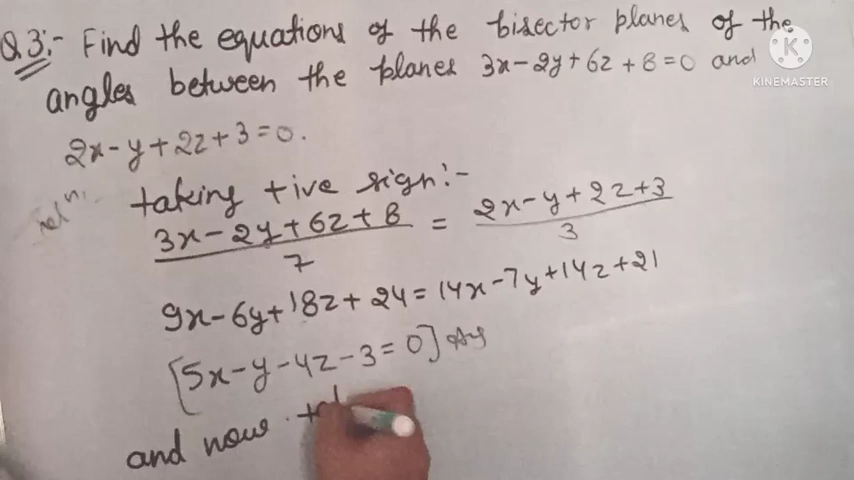 Q.3:- Find the equations of the bisector planes of the
angles between the planes 3x-2y+6z+8=0 and
2x-y+2z+3=0.
taking +ive sign:-
3x-2y+6z+8 / 7 = 2x-y+2z+3 / 3
9x-6y+18z+24=14x-7y+14z+21
[5x-y-4z-3=0]
and now
K
KINEMASTER